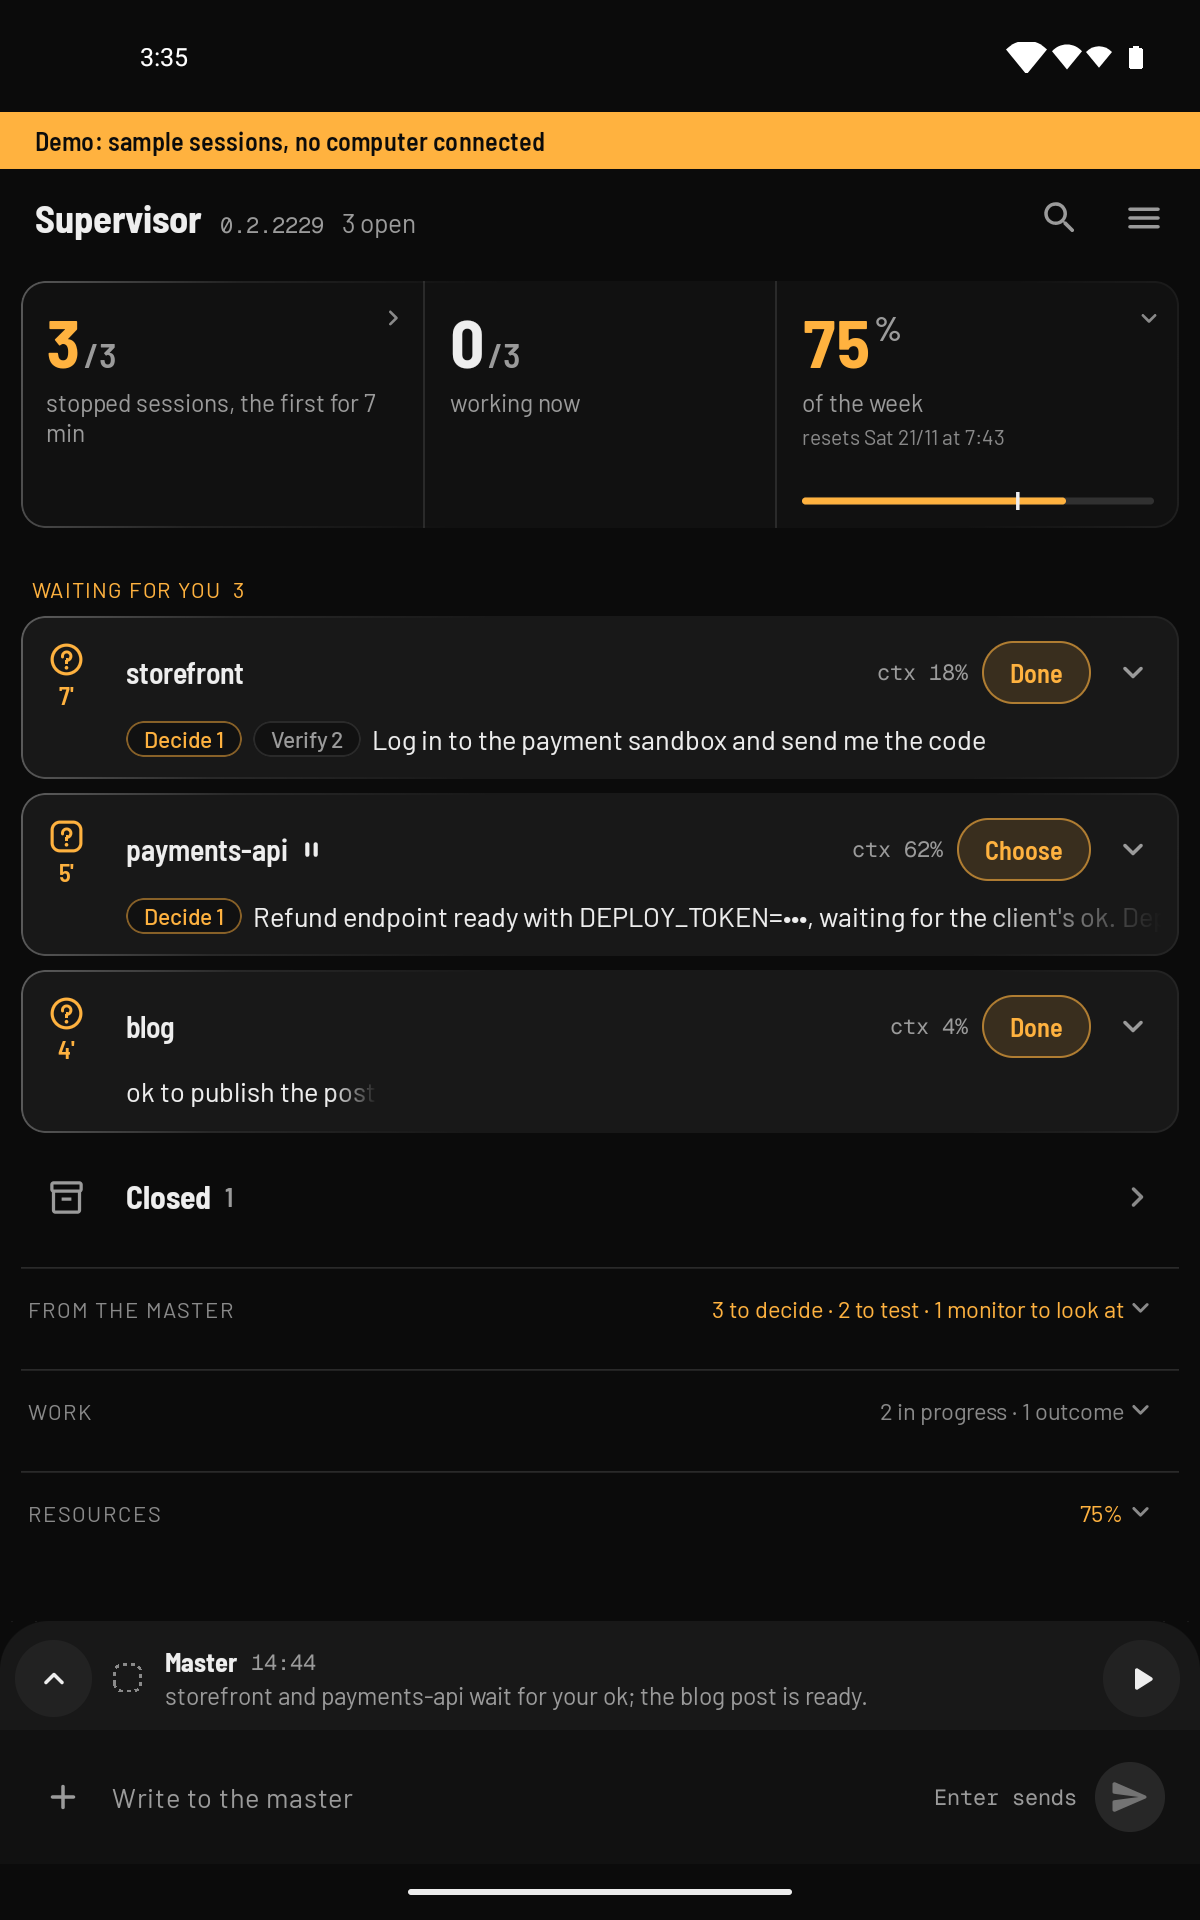 3:35
Demo: sample sessions, no computer connected
Supervisor 0.2.2229 3 open
3/3
stopped sessions, the first for 7
min
0/3
working now
75%
of the week
resets Sat 21/11 at 7:43
WAITING FOR YOU 3
storefront
ctx 18%
Done
7'
Decide 1
Verify 2
Log in to the payment sandbox and send me the code
payments-api
ctx 62%
Choose
5'
Decide 1
Refund endpoint ready with DEPLOY_TOKEN=•••, waiting for the client's ok. De
blog
ctx 4%
Done
4'
ok to publish the post
Closed 1
FROM THE MASTER
3 to decide · 2 to test · 1 monitor to look at
WORK
2 in progress · 1 outcome
RESOURCES
75%
Master 14:44
storefront and payments-api wait for your ok; the blog post is ready.
Write to the master
Enter sends